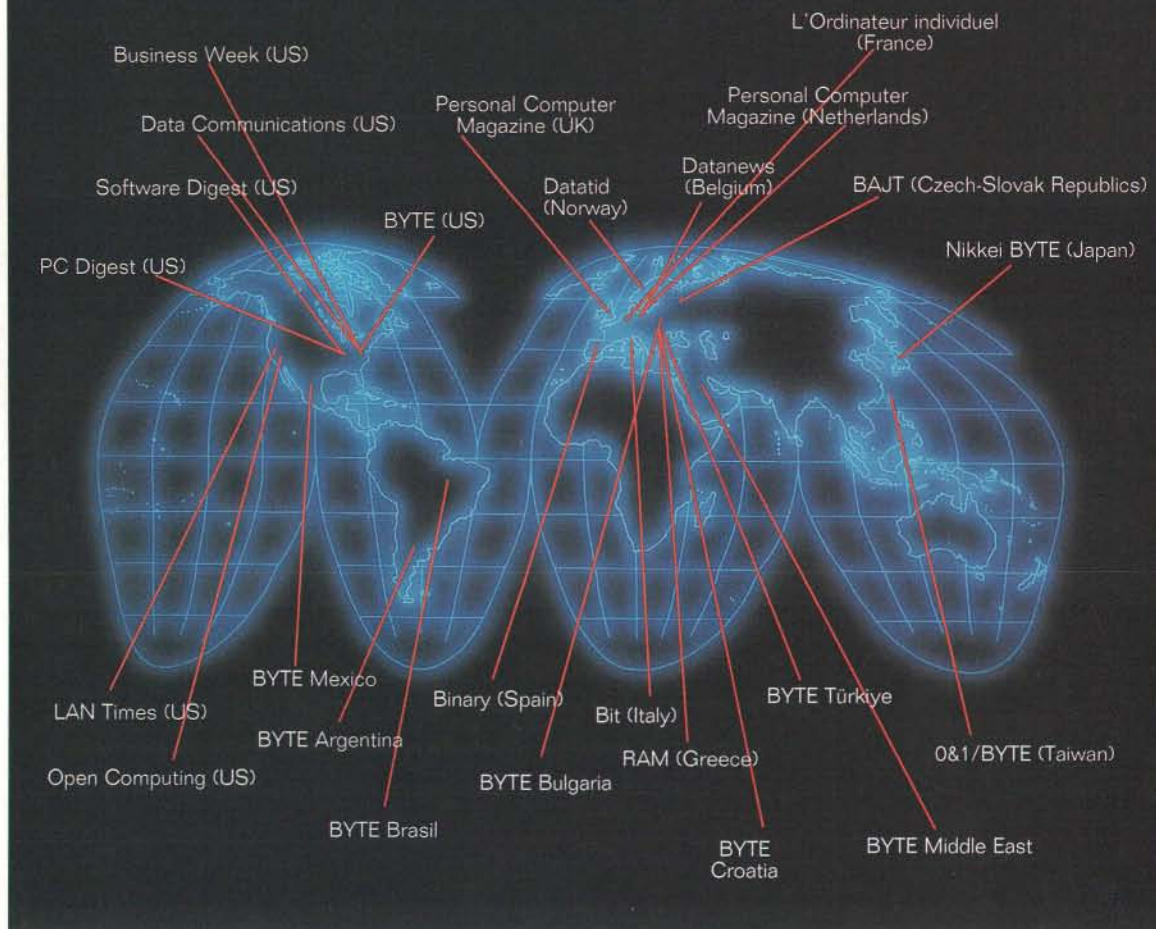 L'Ordinateur individuel
(France)
Business Week (US)
Personal Computer
Magazine (UK)
Personal Computer
Magazine (Netherlands)
Data Communications (US)
Datanews
(Belgium)
Software Digest (US)
Datatid
(Norway)
BAJT (Czech-Slovak Republics)
BYTE (US)
Nikkei BYTE (Japan)
PC Digest (US)
BYTE Mexico
Binary (Spain)
BYTE Türkiye
LAN Times (US)
Bit (Italy)
BYTE Argentina
RAM (Greece)
0&1/BYTE (Taiwan)
Open Computing (US)
BYTE Bulgaria
BYTE Brasil
BYTE
Croatia
BYTE Middle East